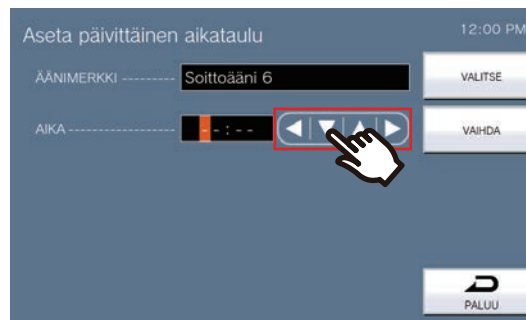 Aseta päivittäinen aikataulu
12:00 PM
ÄÄNIMERKKI --------- Soittoääni 6
VALITSE
AIKA ---------------- --:--
VAIHDA
PALUU